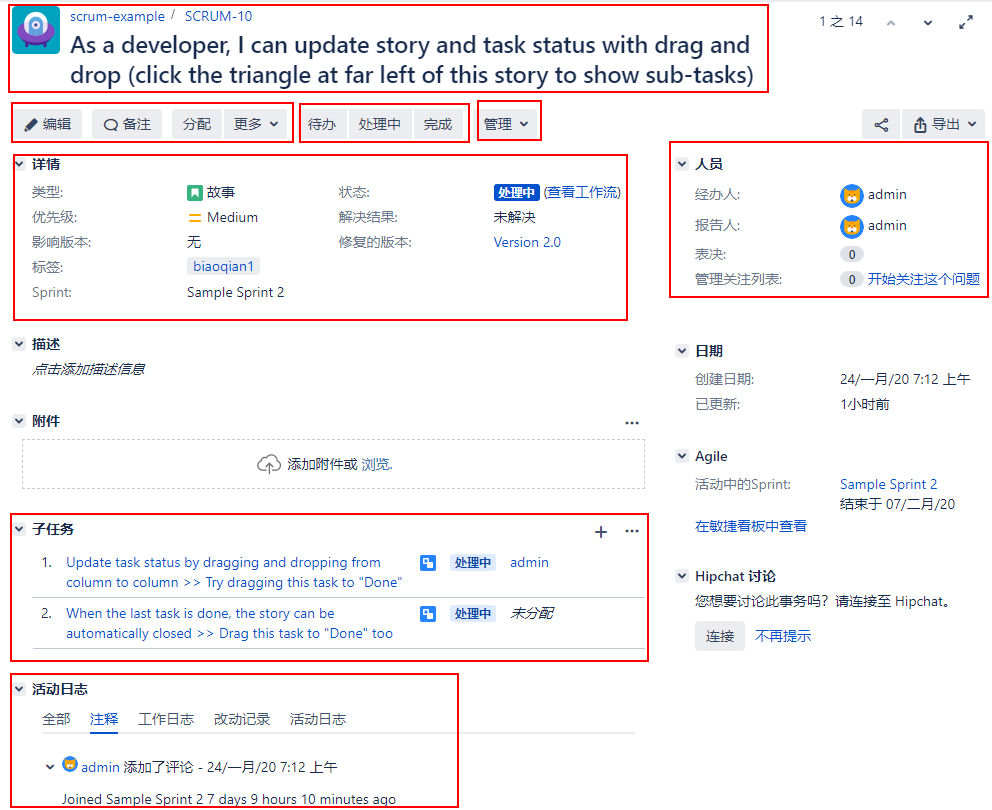 scrum-example / SCRUM-10
1 之 14
As a developer, I can update story and task status with drag and
drop (click the triangle at far left of this story to show sub-tasks)
编辑 备注 分配 更多 待办 处理中 完成 管理 导出
详情
类型: 故事 状态: 处理中 (查看工作流)
优先级: Medium 解决结果: 未解决
影响版本: 无 修复的版本: Version 2.0
标签: biaoqian1
Sprint: Sample Sprint 2
描述
点击添加描述信息
附件
添加附件或 浏览.
子任务
1. Update task status by dragging and dropping from
column to column >> Try dragging this task to "Done"
处理中 admin
2. When the last task is done, the story can be
automatically closed >> Drag this task to "Done" too
处理中 未分配
活动日志
全部 注释 工作日志 改动记录 活动日志
admin 添加了评论 - 24/一月/20 7:12 上午
Joined Sample Sprint 2 7 days 9 hours 10 minutes ago
人员
经办人: admin
报告人: admin
表决: 0
管理关注列表: 0 开始关注这个问题
日期
创建日期: 24/一月/20 7:12 上午
已更新: 1小时前
Agile
活动中的Sprint: Sample Sprint 2
结束于 07/二月/20
在敏捷看板中查看
Hipchat 讨论
您想要讨论此事务吗？请连接至 Hipchat。
连接 不再提示